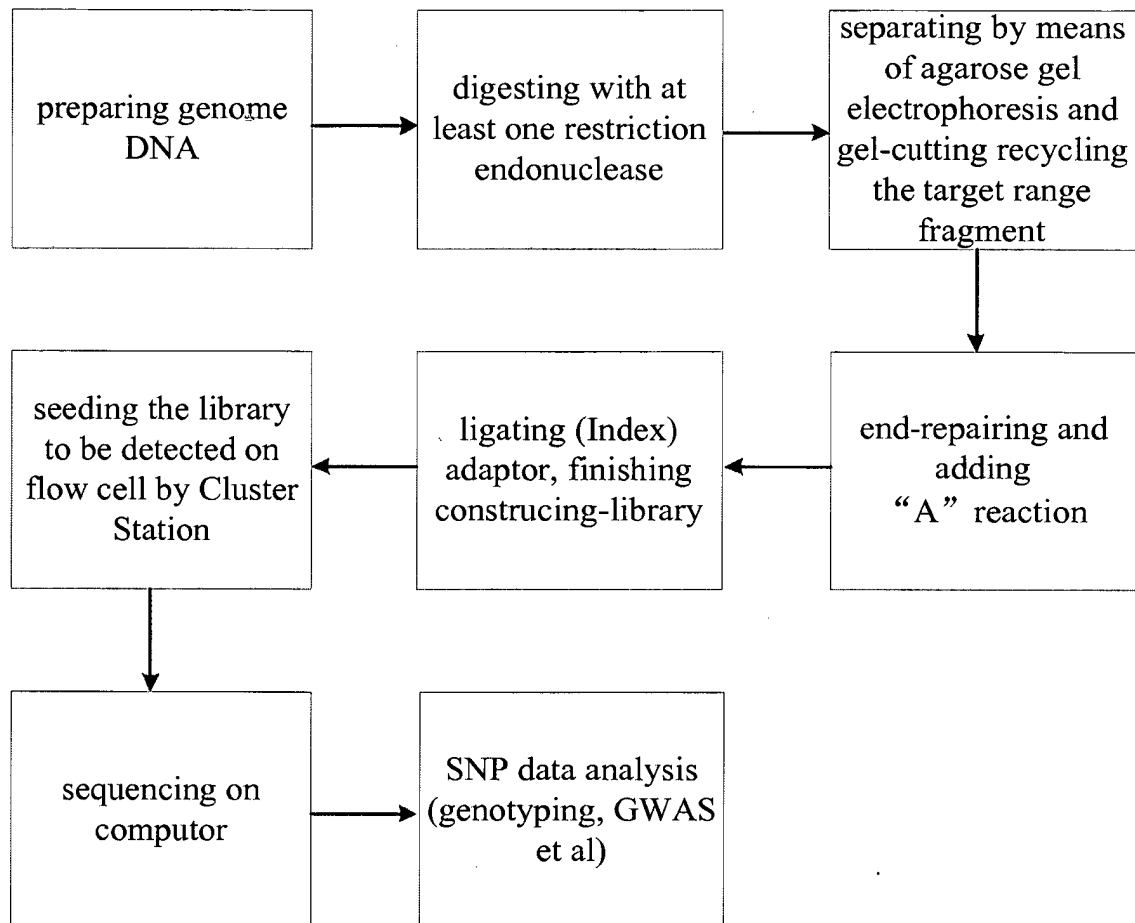 preparing genome
DNA
digesting with at
least one restriction
endonuclease
separating by means
of agarose gel
electrophoresis and
gel-cutting recycling
the target range
fragment
end-repairing and
adding
“A” reaction
ligating (Index)
adaptor, finishing
construcing-library
seeding the library
to be detected on
flow cell by Cluster
Station
sequencing on
computor
SNP data analysis
(genotyping, GWAS
et al)